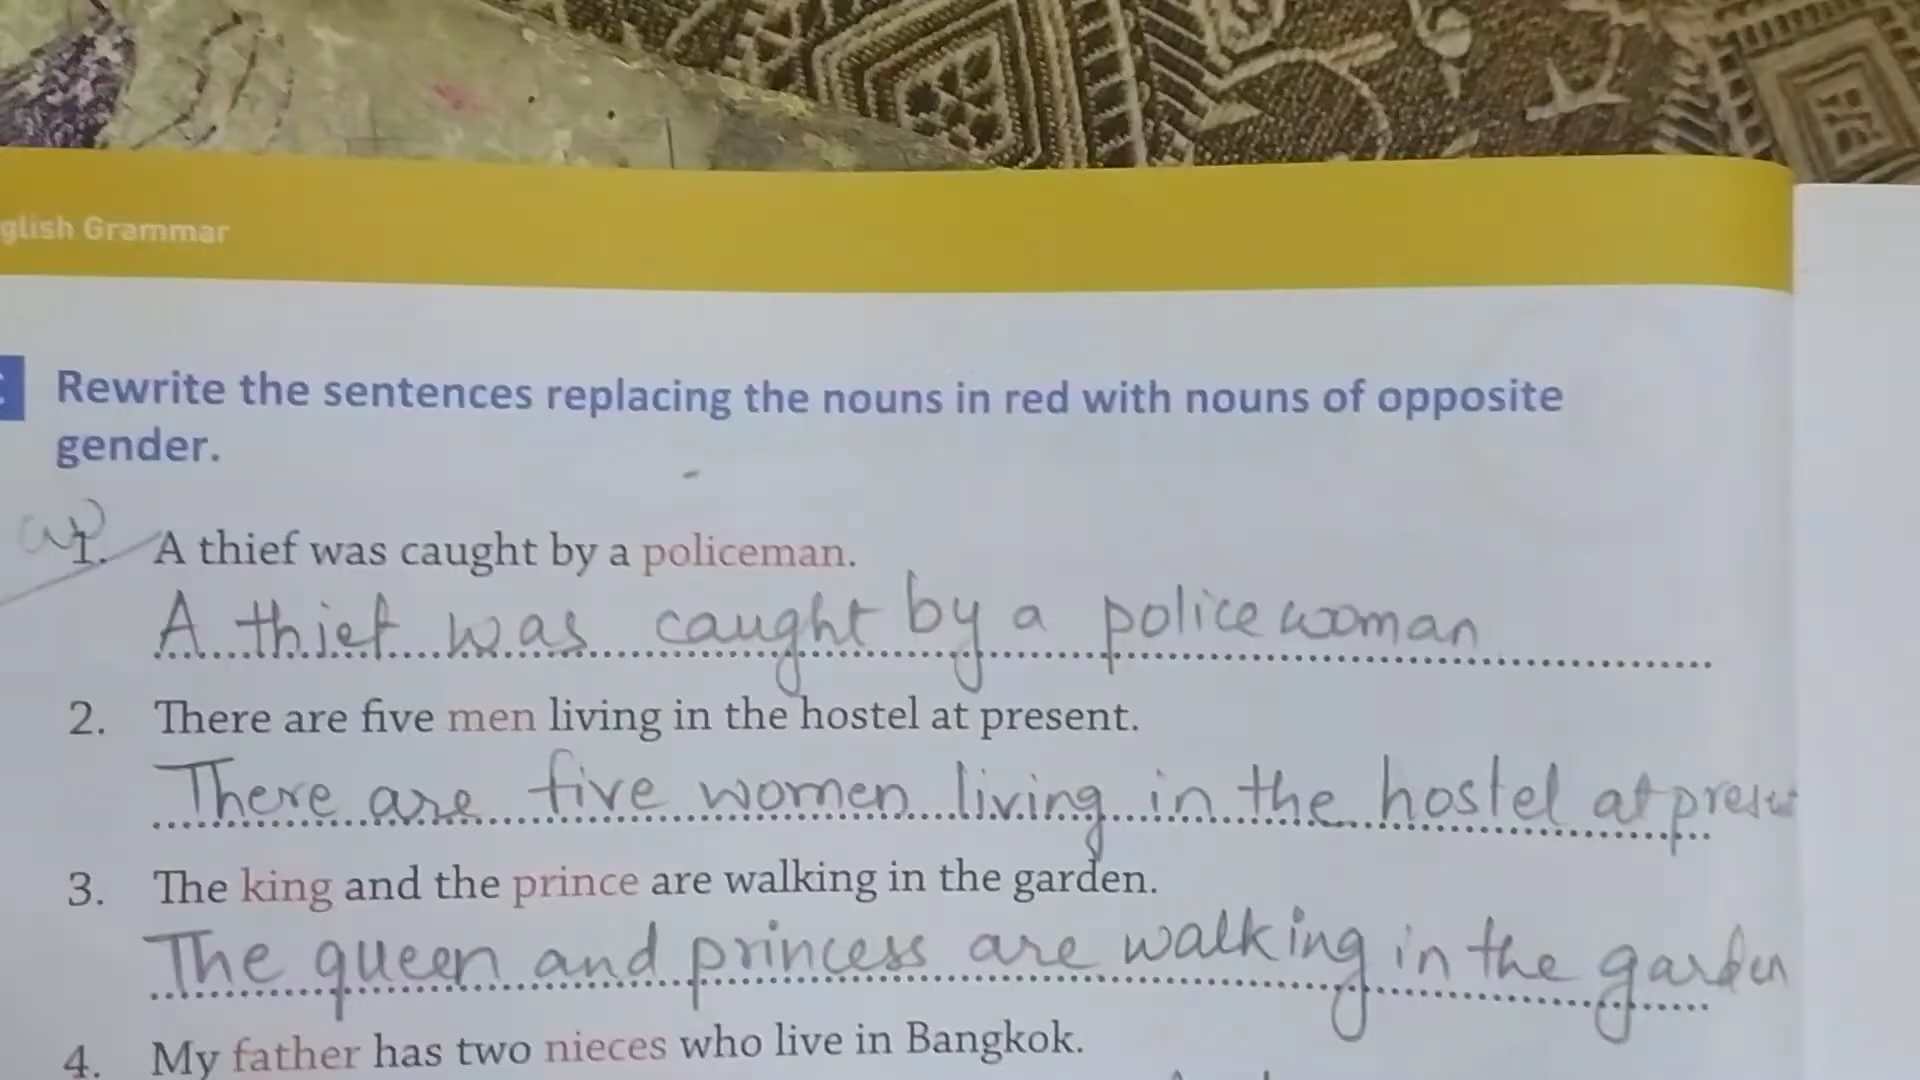 glish Grammar
Rewrite the sentences replacing the nouns in red with nouns of opposite
gender.
1. A thief was caught by a policeman.
A thief was caught by a police woman
2. There are five men living in the hostel at present.
There are five women living in the hostel at present
3. The king and the prince are walking in the garden.
The queen and princess are walking in the garden
4. My father has two nieces who live in Bangkok.